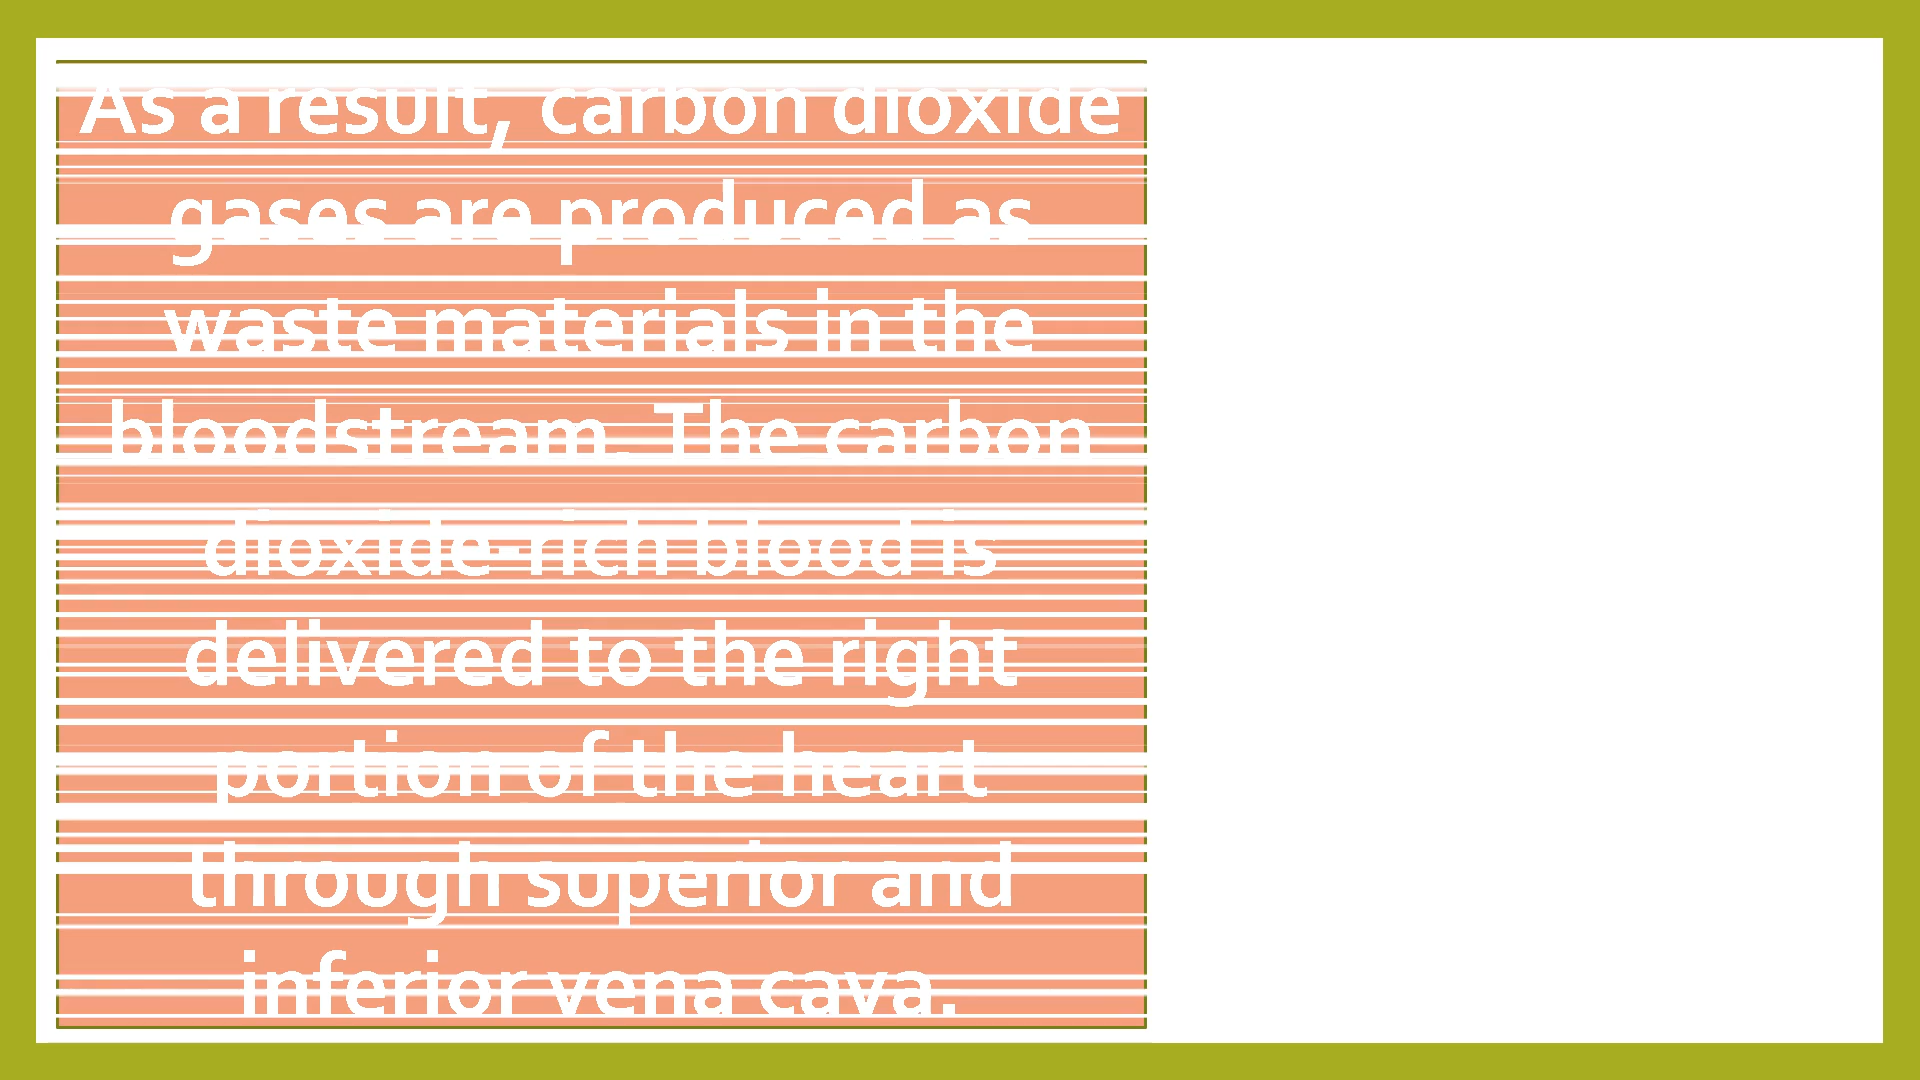 As a result, carbon dioxide
gases are produced as
waste materials in the
bloodstream. The carbon
dioxide-rich blood is
delivered to the right
portion of the heart
through superior and
inferior vena cava.